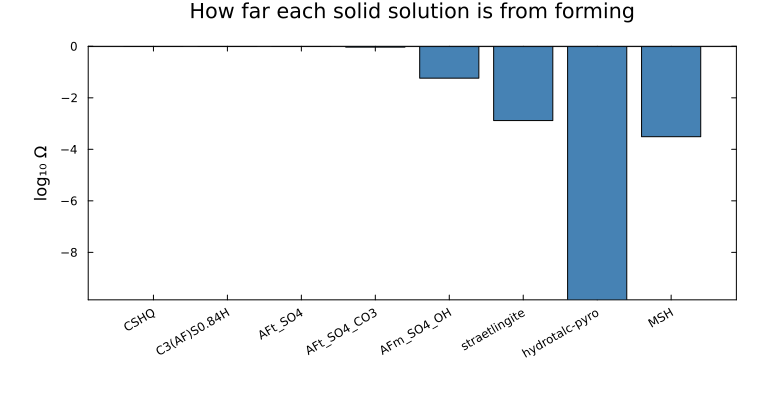 How far each solid solution is from forming
log₁₀ Ω
0
−2
−4
−6
−8
CSHQ
C3(AF)S0.84H
AFt_SO4
AFt_SO4_CO3
AFm_SO4_OH
straetlingite
hydrotalc-pyro
MSH